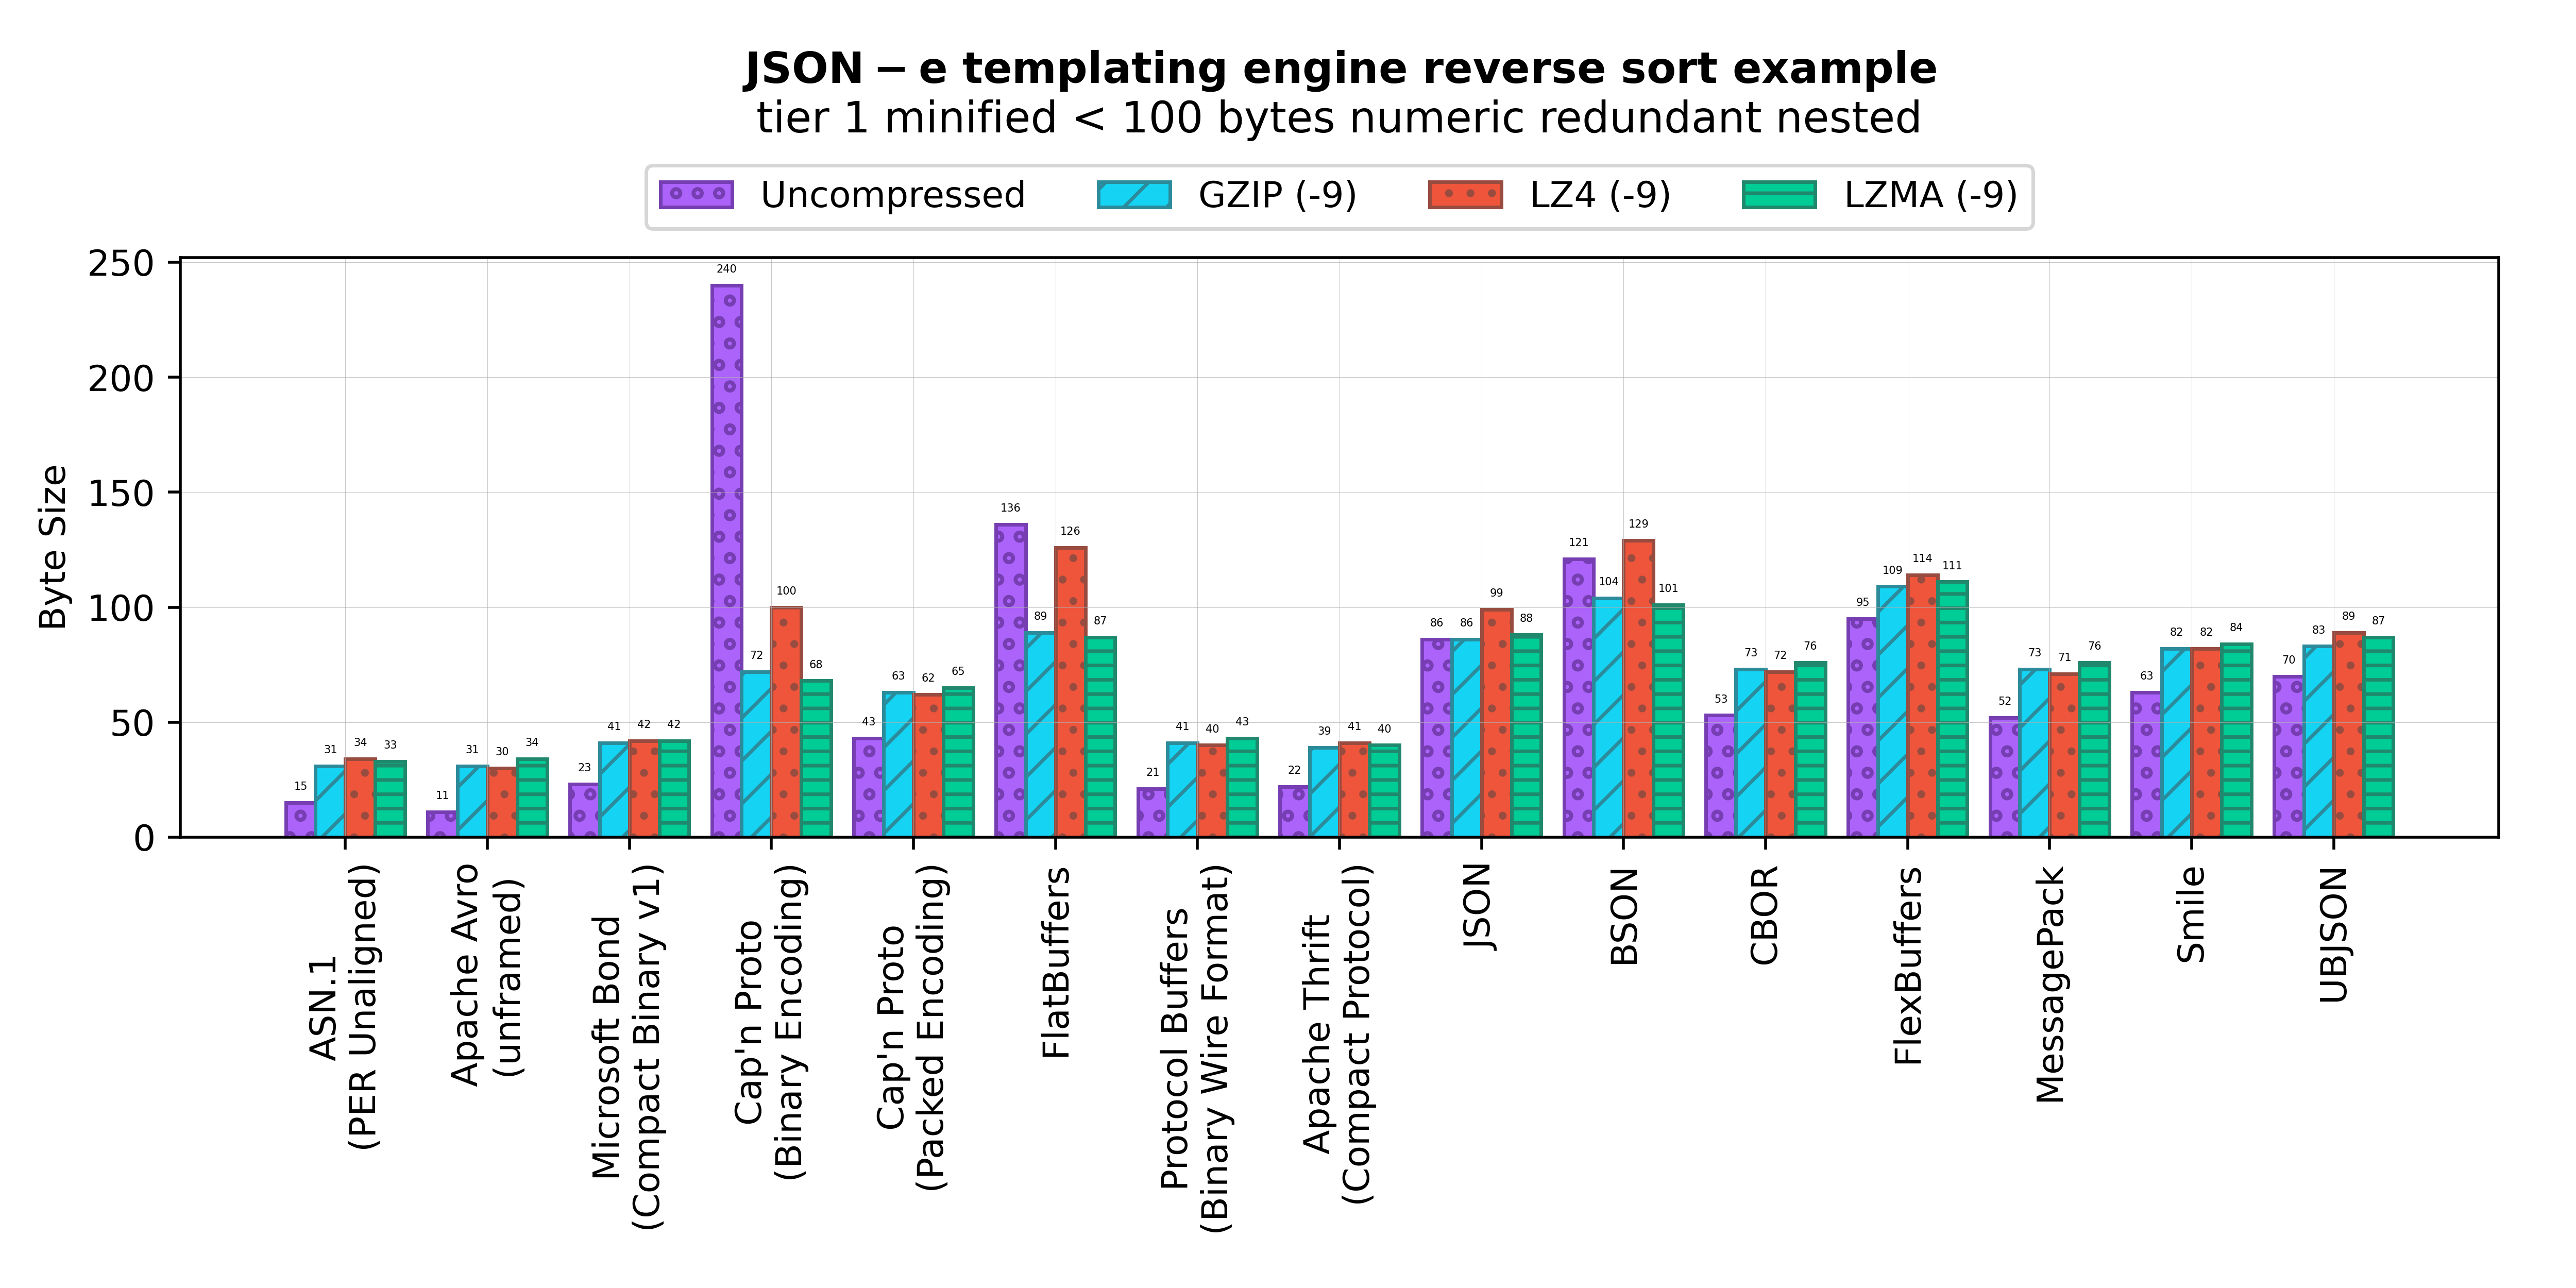 JSON – e templating engine reverse sort example
tier 1 minified < 100 bytes numeric redundant nested
Uncompressed GZIP (-9) LZ4 (-9) LZMA (-9)
Byte Size
250
200
150
100
50
0
15 31 34 33
11 31 30 34
23 41 42 42
240 72 100 68
43 63 62 65
136 89 126 87
21 41 40 43
22 39 41 40
86 86 99 88
121 104 129 101
53 73 72 76
95 109 114 111
52 73 71 76
63 82 82 84
70 83 89 87
ASN.1
(PER Unaligned)
Apache Avro
(unframed)
Microsoft Bond
(Compact Binary v1)
Cap'n Proto
(Binary Encoding)
Cap'n Proto
(Packed Encoding)
FlatBuffers
Protocol Buffers
(Binary Wire Format)
Apache Thrift
(Compact Protocol)
JSON
BSON
CBOR
FlexBuffers
MessagePack
Smile
UBJSON